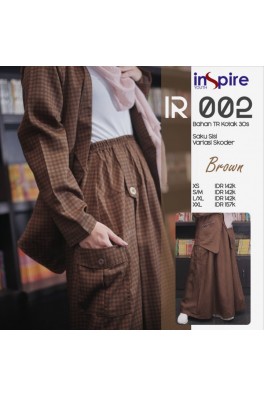 inspire
YOUTH
IR 002
Bahan TR Kotak 30s
Saku Sisi
Variasi Skoder
Brown
XS IDR 142k
S/M IDR 142k
L/XL IDR 142k
XXL IDR 157k